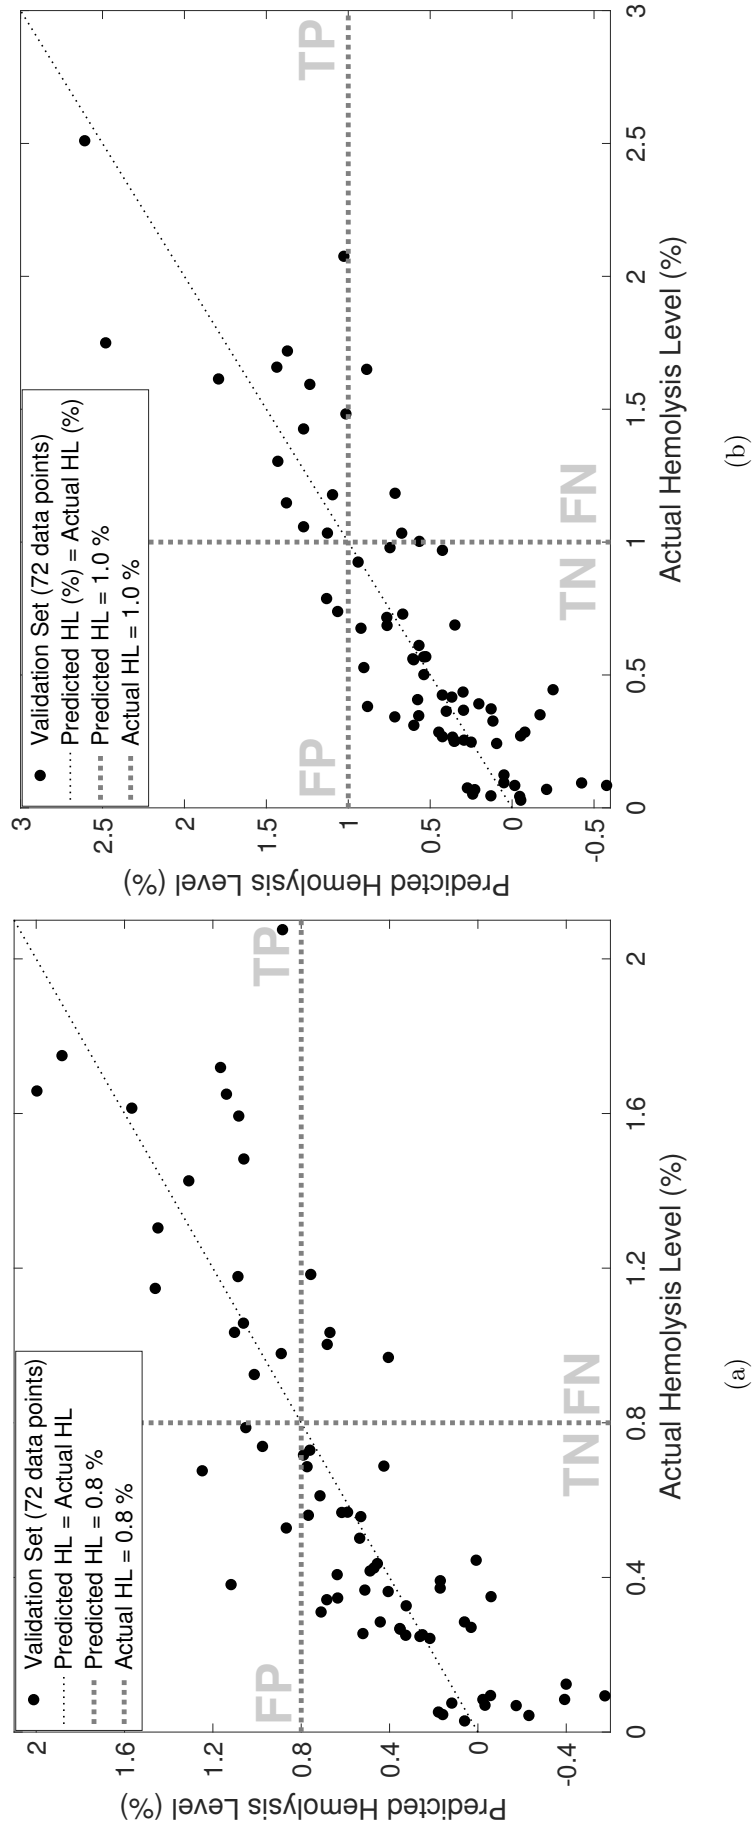 2
1.6
1.2
0.8
0.4
0
-0.4
Predicted Hemolysis Level (%)
Validation Set (72 data points)
Predicted HL = Actual HL
Predicted HL = 0.8 %
Actual HL = 0.8 %
FP
TP
TN
FN
0
0.4
0.8
1.2
1.6
2
Actual Hemolysis Level (%)
(a)
3
2.5
2
1.5
1
0.5
0
-0.5
Predicted Hemolysis Level (%)
Validation Set (72 data points)
Predicted HL (%) = Actual HL (%)
Predicted HL = 1.0 %
Actual HL = 1.0 %
FP
TP
TN
FN
0
0.5
1
1.5
2
2.5
3
Actual Hemolysis Level (%)
(b)